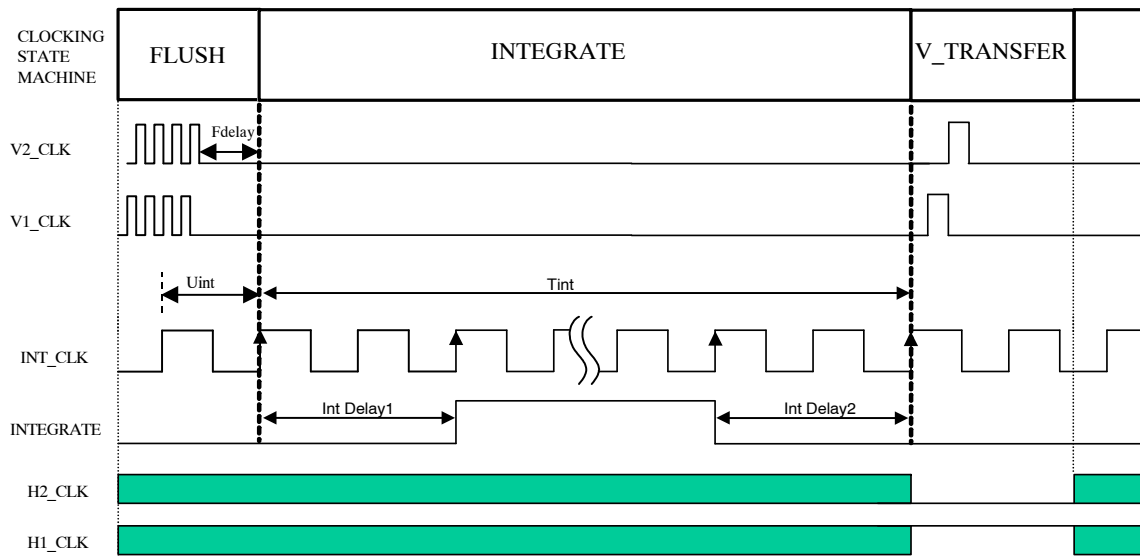 CLOCKING
STATE
MACHINE
FLUSH
INTEGRATE
V_TRANSFER
Fdelay
V2_CLK
V1_CLK
Uint
Tint
INT_CLK
Int Delay1
Int Delay2
INTEGRATE
H2_CLK
H1_CLK